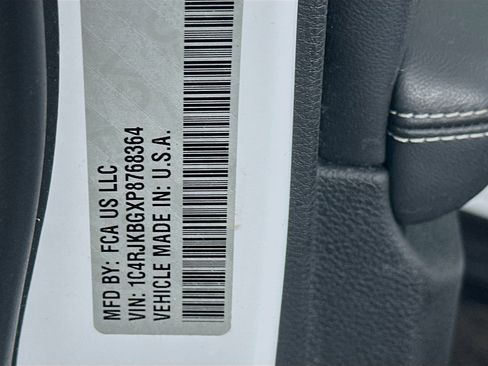 MFD BY: FCA US LLC
VIN: 1C4RJKBGXP8768364
VEHICLE MADE IN: U.S.A.